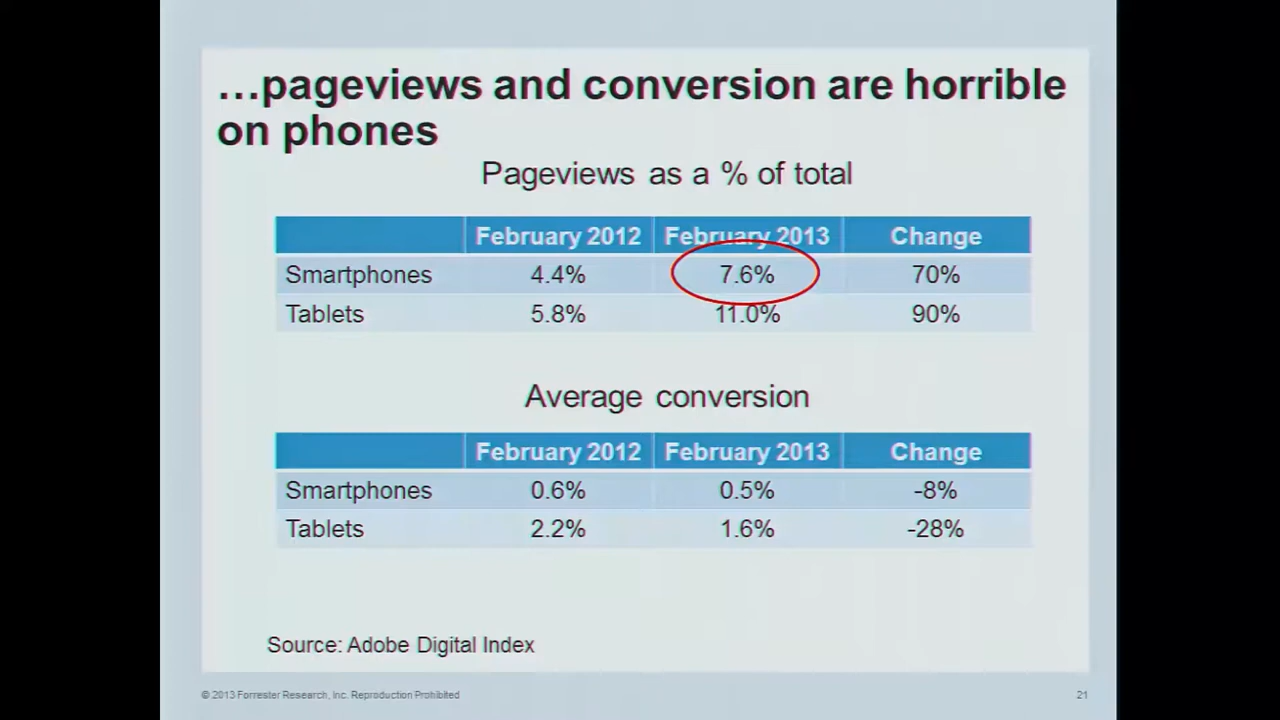 …pageviews and conversion are horrible
on phones
Pageviews as a % of total
February 2012 February 2013 Change
Smartphones 4.4% 7.6% 70%
Tablets 5.8% 11.0% 90%
Average conversion
February 2012 February 2013 Change
Smartphones 0.6% 0.5% -8%
Tablets 2.2% 1.6% -28%
Source: Adobe Digital Index
© 2013 Forrester Research, Inc. Reproduction Prohibited 21